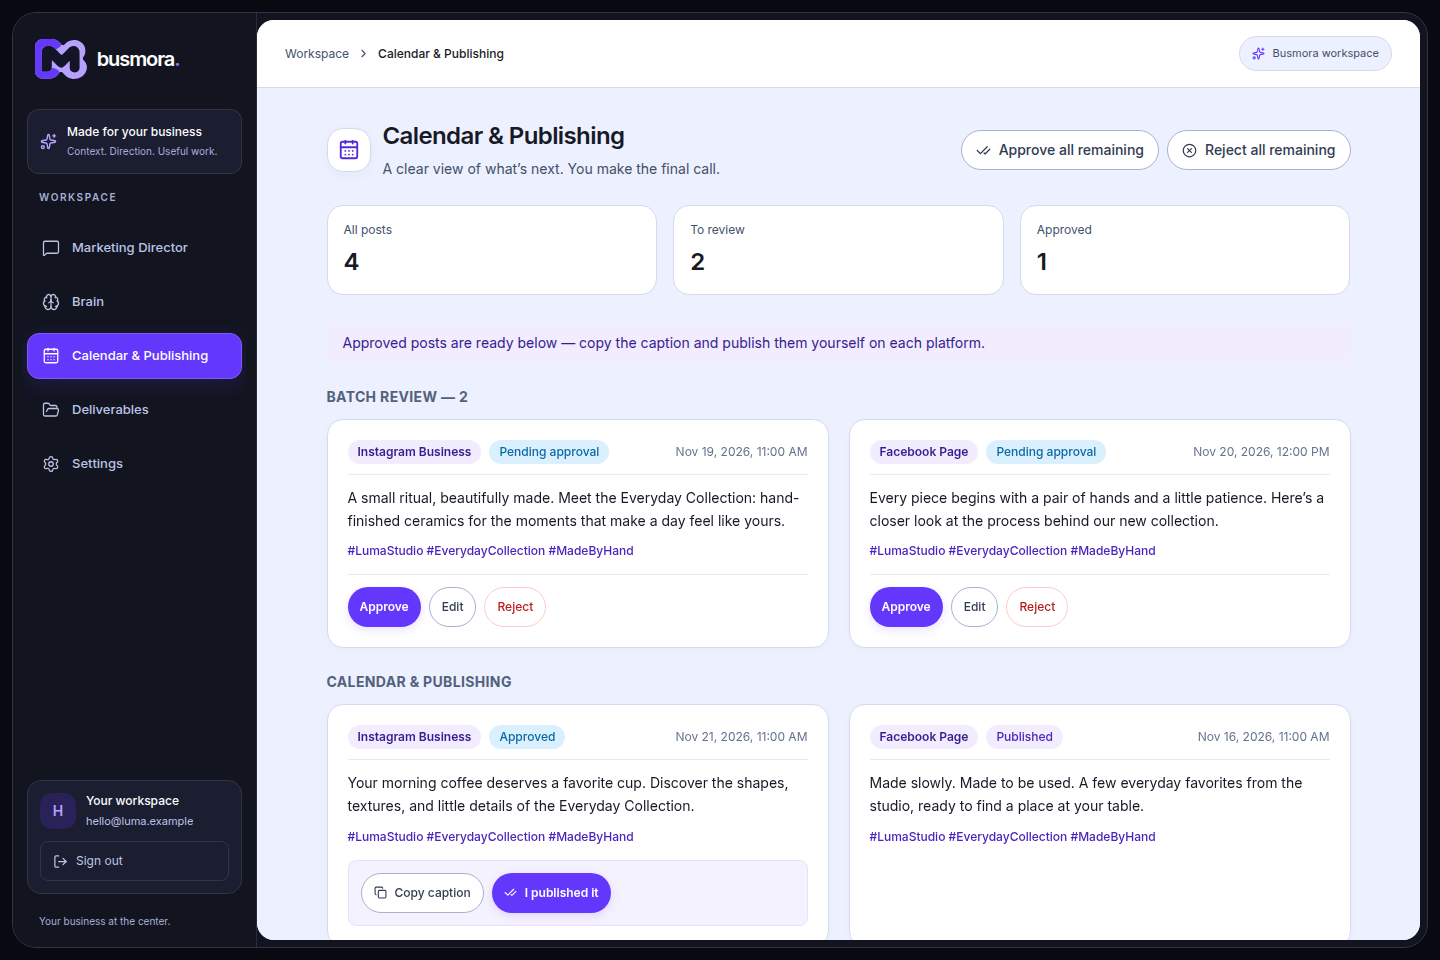 busmora.
Made for your business
Context. Direction. Useful work.
WORKSPACE
Marketing Director
Brain
Calendar & Publishing
Deliverables
Settings
H
Your workspace
hello@luma.example
Sign out
Your business at the center.
Workspace > Calendar & Publishing
Busmora workspace
Calendar & Publishing
A clear view of what’s next. You make the final call.
Approve all remaining
Reject all remaining
All posts
4
To review
2
Approved
1
Approved posts are ready below — copy the caption and publish them yourself on each platform.
BATCH REVIEW — 2
Instagram Business Pending approval Nov 19, 2026, 11:00 AM
A small ritual, beautifully made. Meet the Everyday Collection: hand-
finished ceramics for the moments that make a day feel like yours.
#LumaStudio #EverydayCollection #MadeByHand
Approve Edit Reject
Facebook Page Pending approval Nov 20, 2026, 12:00 PM
Every piece begins with a pair of hands and a little patience. Here’s a
closer look at the process behind our new collection.
#LumaStudio #EverydayCollection #MadeByHand
Approve Edit Reject
CALENDAR & PUBLISHING
Instagram Business Approved Nov 21, 2026, 11:00 AM
Your morning coffee deserves a favorite cup. Discover the shapes,
textures, and little details of the Everyday Collection.
#LumaStudio #EverydayCollection #MadeByHand
Copy caption I published it
Facebook Page Published Nov 16, 2026, 11:00 AM
Made slowly. Made to be used. A few everyday favorites from the
studio, ready to find a place at your table.
#LumaStudio #EverydayCollection #MadeByHand